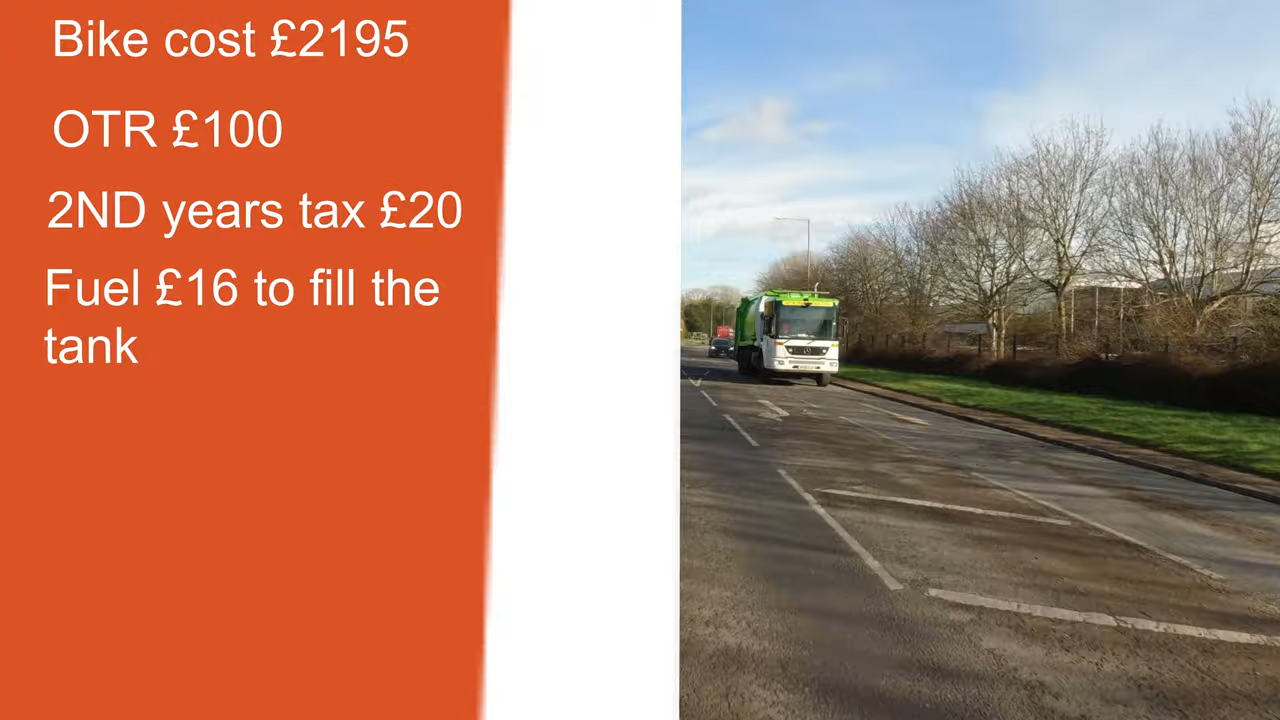 Bike cost £2195
OTR £100
2ND years tax £20
Fuel £16 to fill the
tank